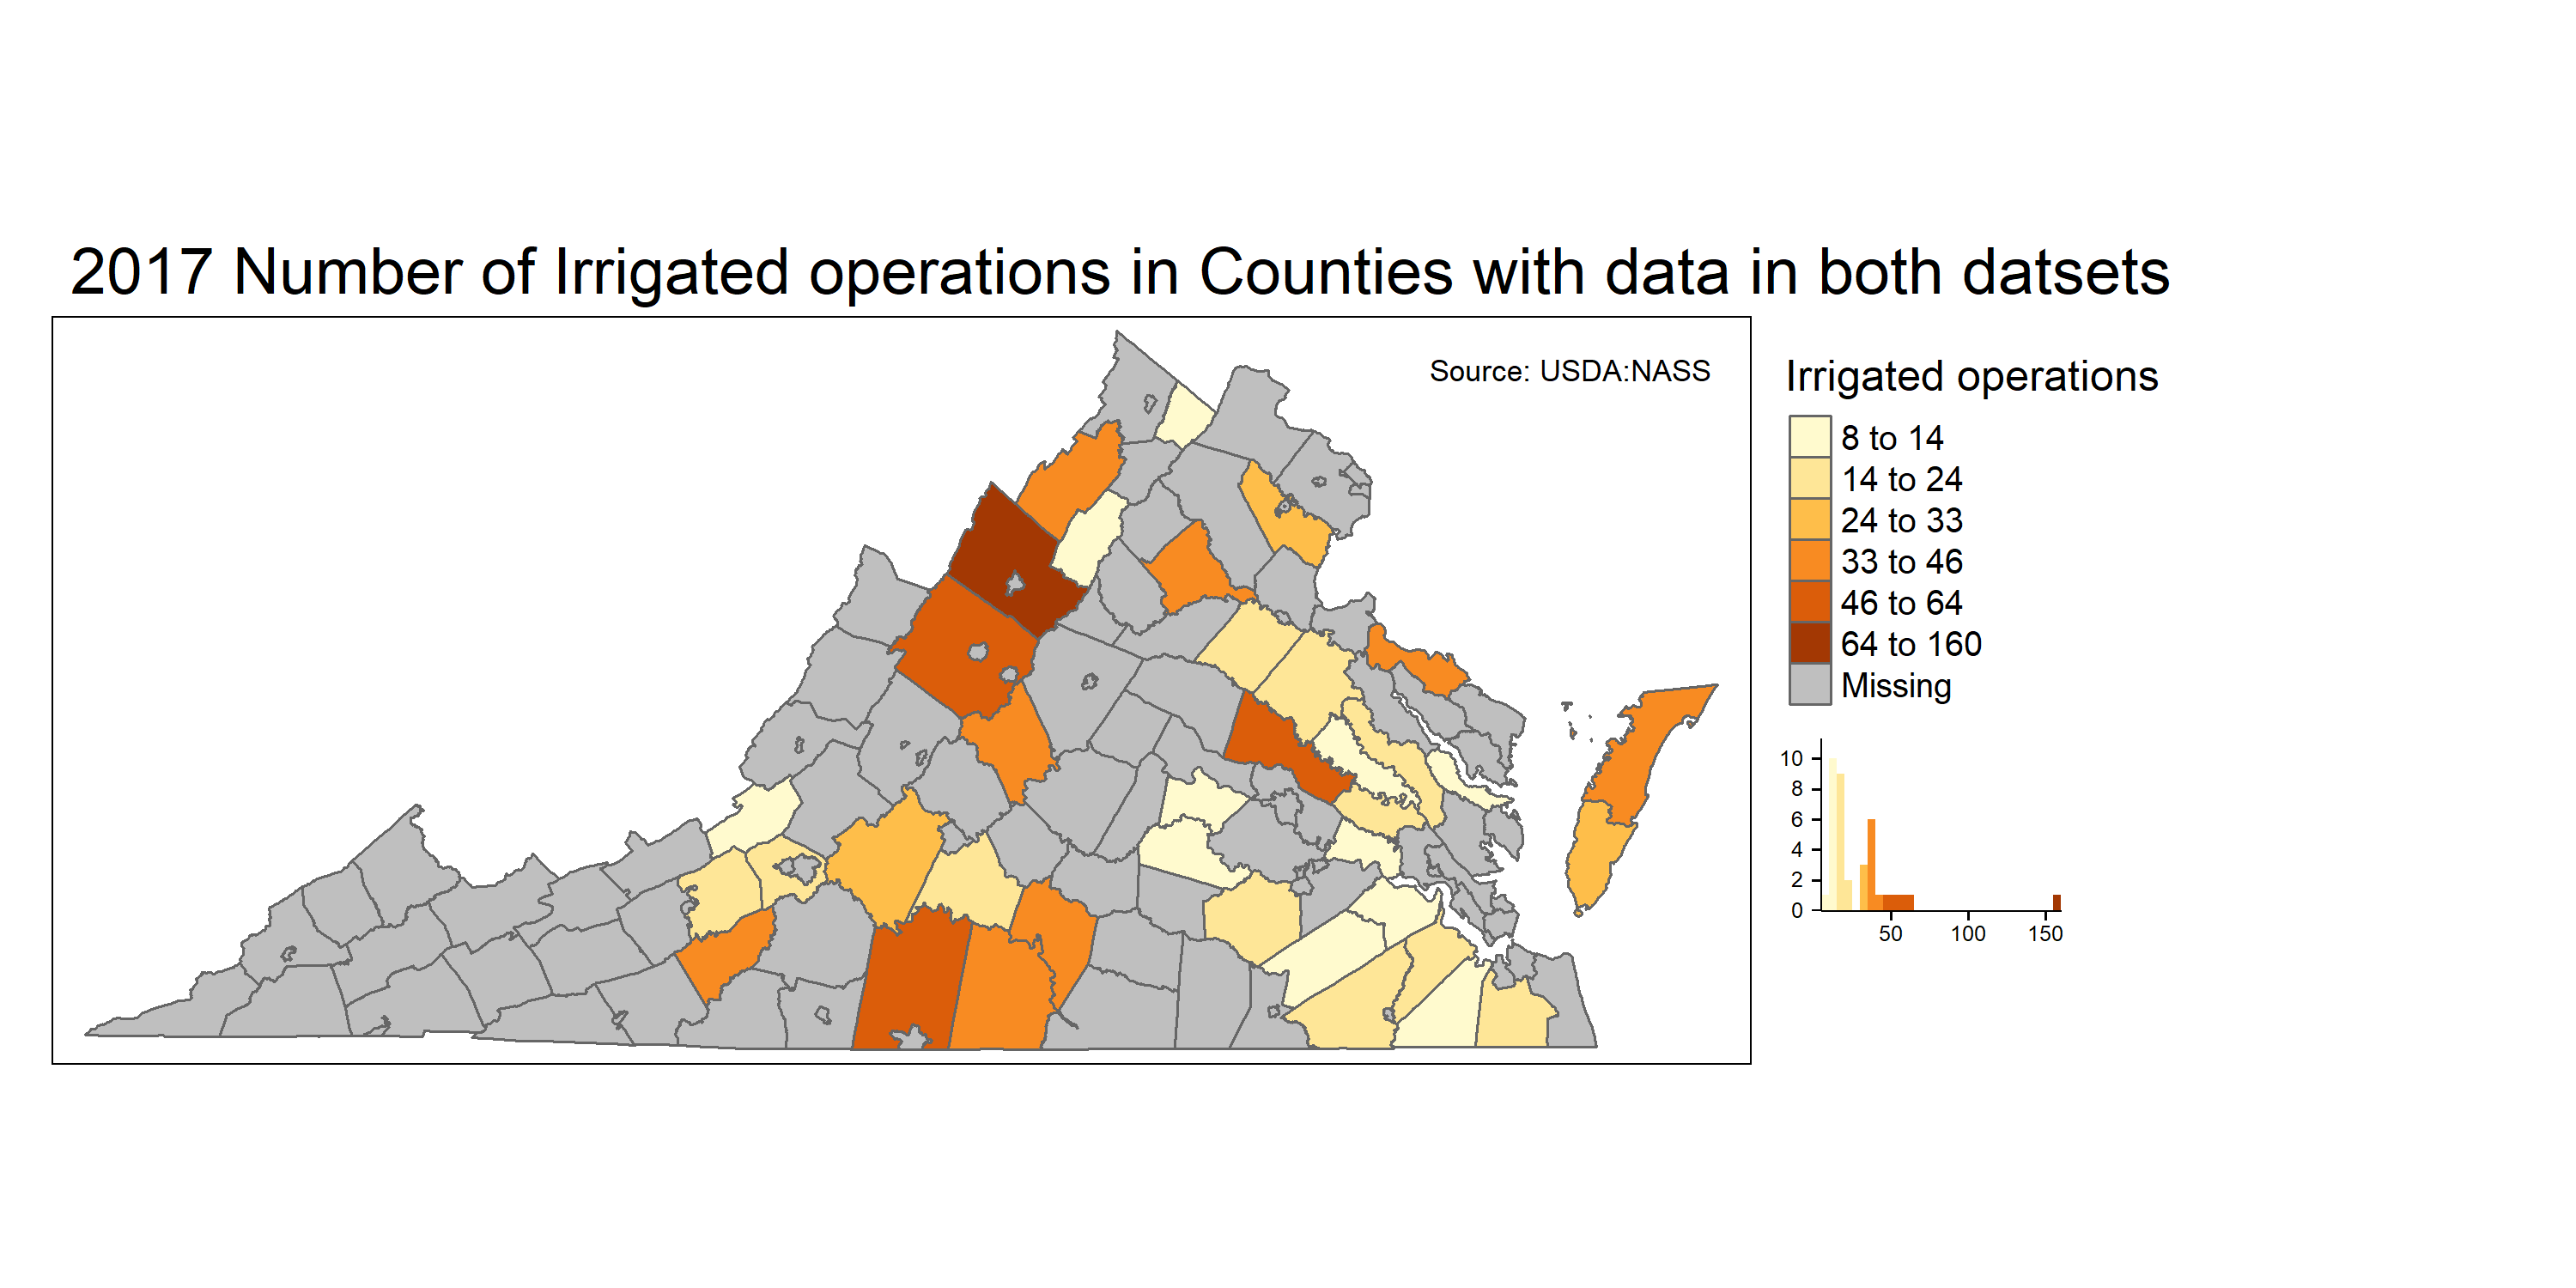 2017 Number of Irrigated operations in Counties with data in both datsets
Source: USDA:NASS
Irrigated operations
8 to 14
14 to 24
24 to 33
33 to 46
46 to 64
64 to 160
Missing
10
8
6
4
2
0
50 100 150